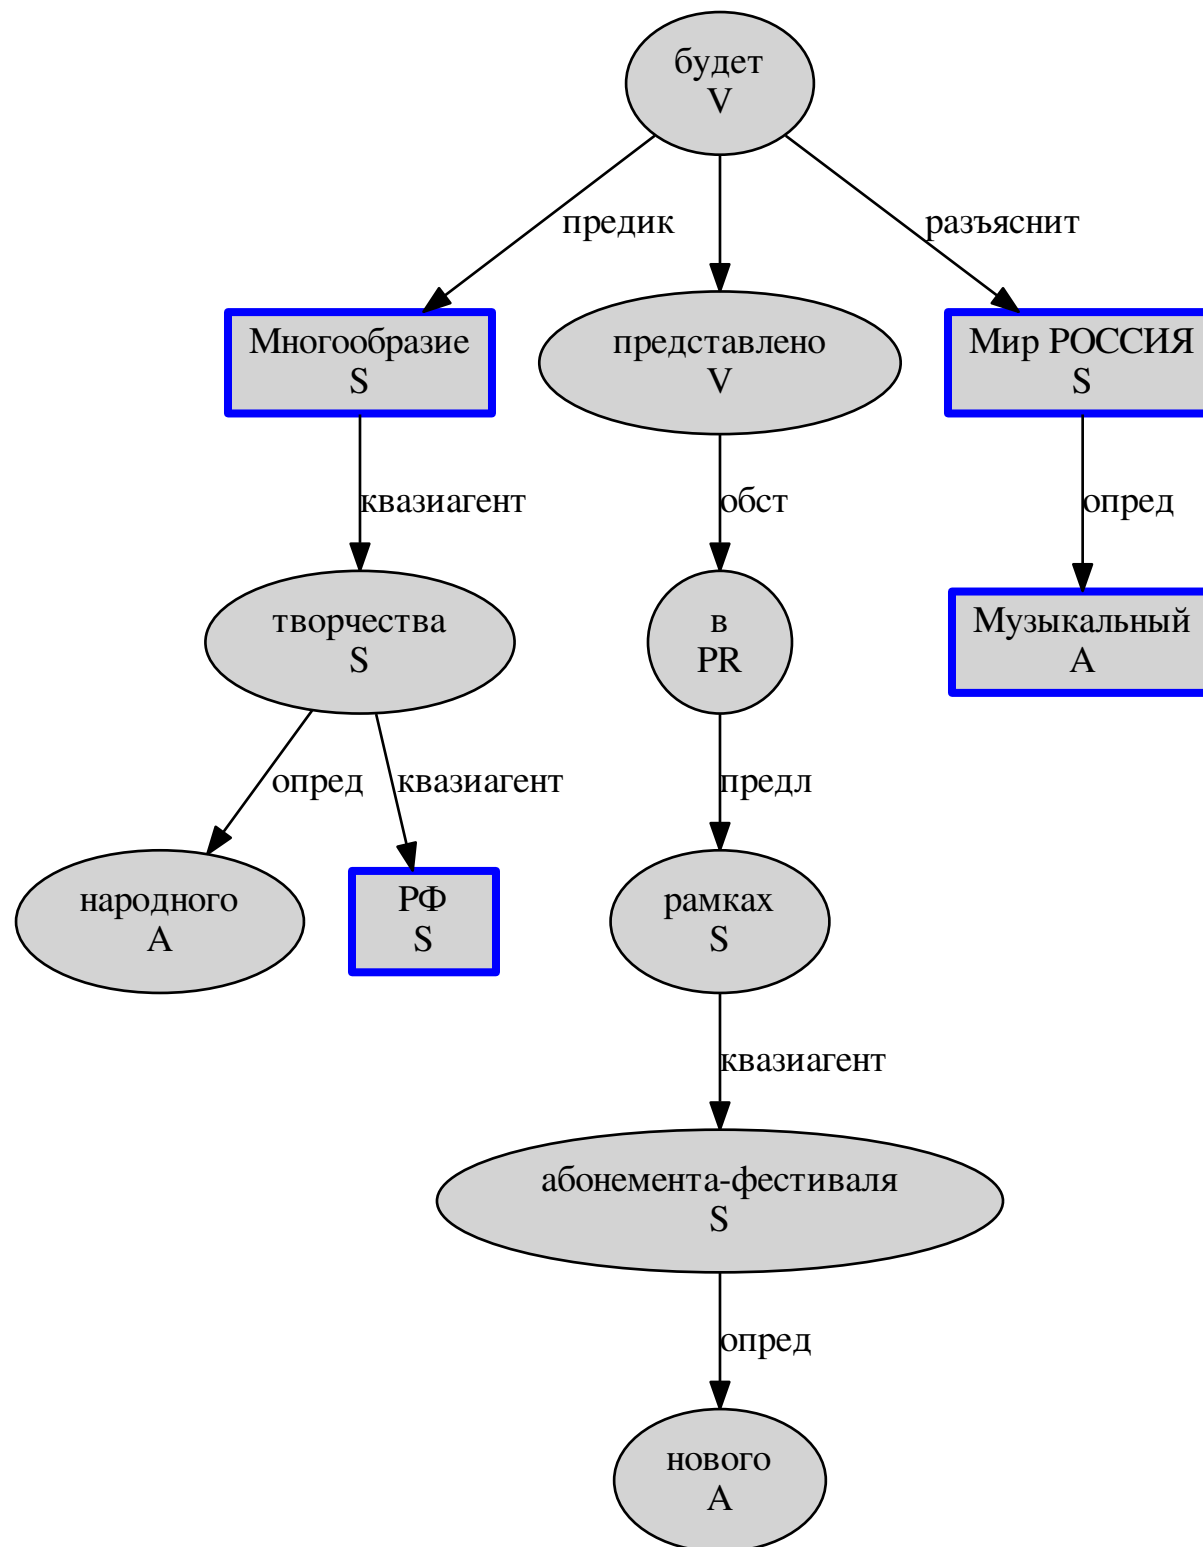 будет
V
предик
разъяснит
Многообразие
S
представлено
V
Мир РОССИЯ
S
квазиагент
обст
опред
творчества
S
в
PR
Музыкальный
A
опред
квазиагент
предл
народного
A
РФ
S
рамках
S
квазиагент
абонемента-фестиваля
S
опред
нового
A